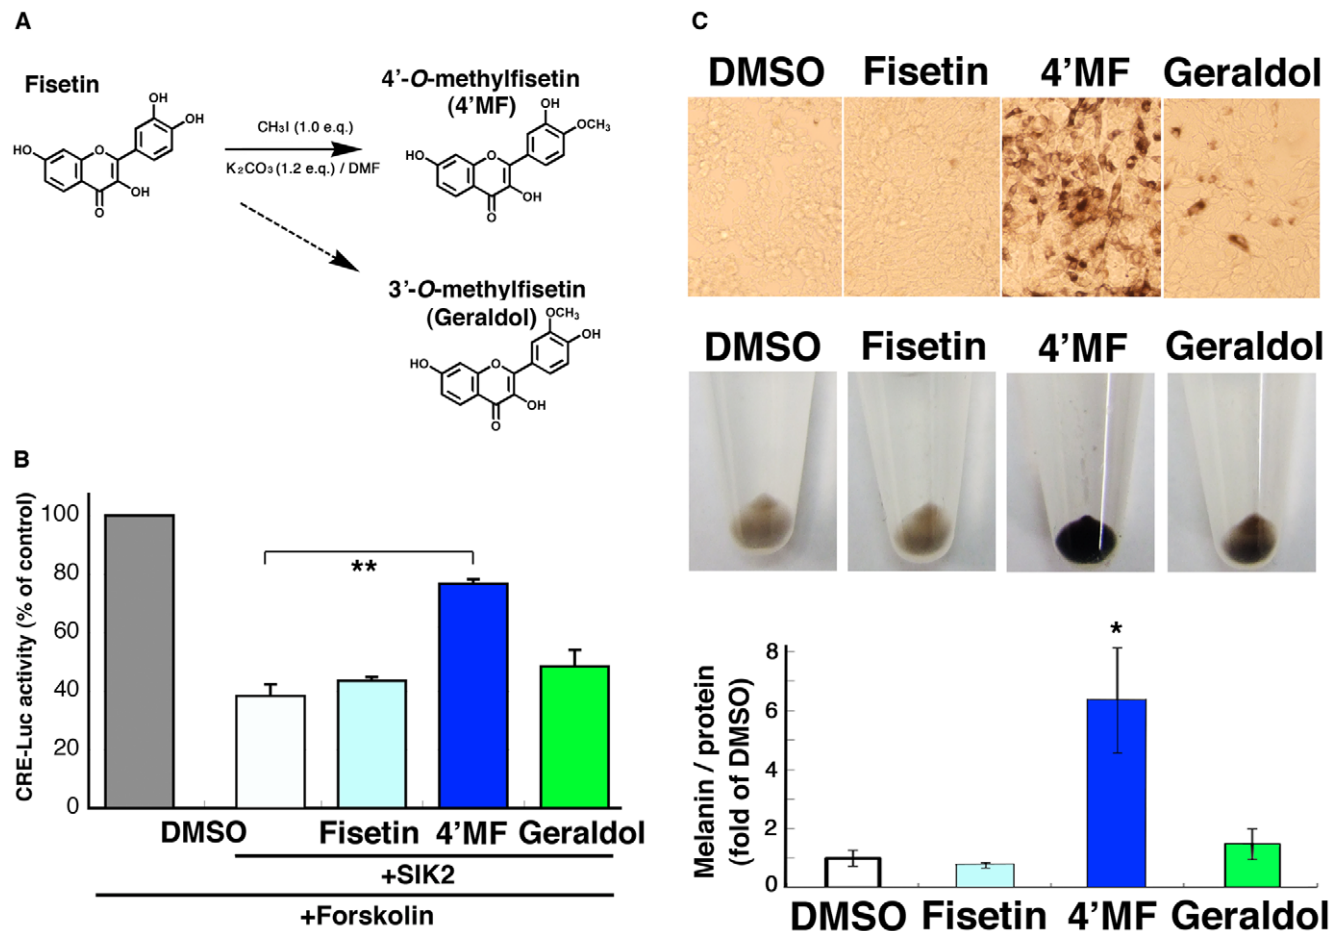 A
Fisetin
OH
OH
HO
O
OH
O
CH₃I (1.0 e.q.)
K₂CO₃ (1.2 e.q.) / DMF
4'-O-methylfisetin
(4'MF)
OH
OCH₃
HO
O
OH
O
3'-O-methylfisetin
(Geraldol)
OCH₃
OH
HO
O
OH
O
B
CRE-Luc activity (% of control)
100
80
60
40
20
0
**
DMSO Fisetin 4'MF Geraldol
+SIK2
+Forskolin
C
DMSO Fisetin 4'MF Geraldol
DMSO Fisetin 4'MF Geraldol
Melanin / protein
(fold of DMSO)
8
6
4
2
0
*
DMSO Fisetin 4'MF Geraldol